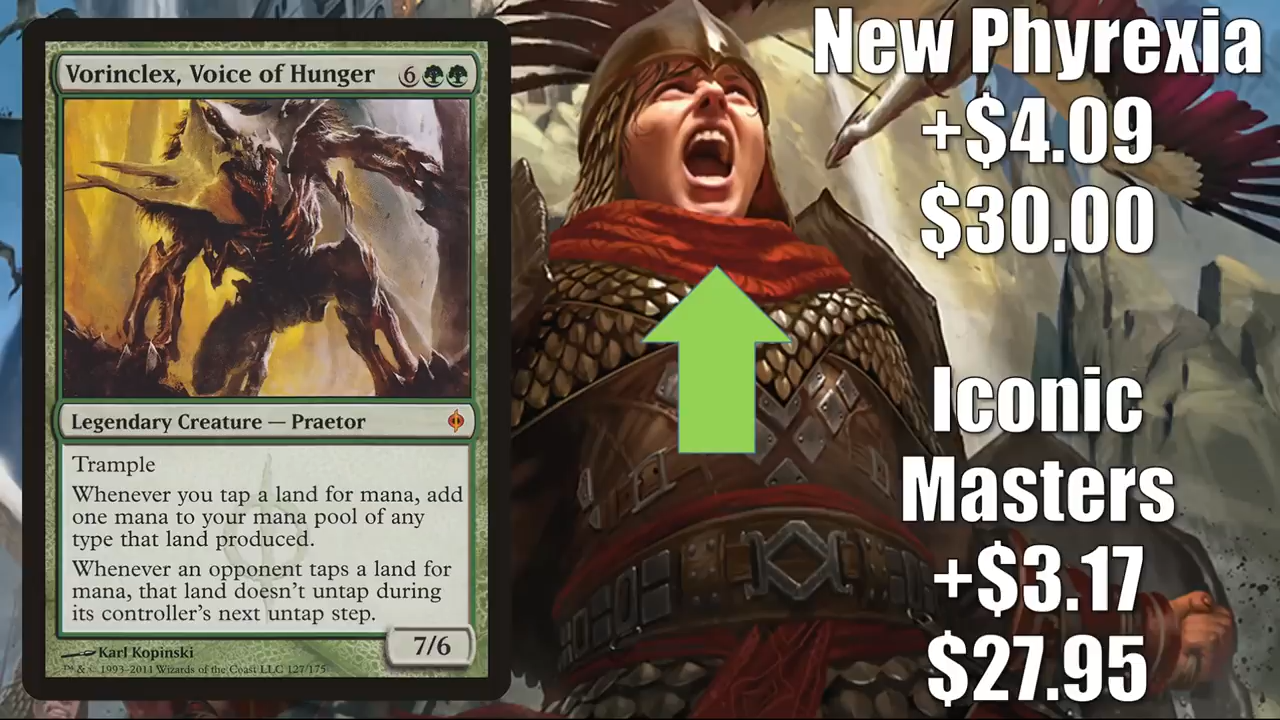 Vorinclex, Voice of Hunger 6
Legendary Creature — Praetor
Trample
Whenever you tap a land for mana, add
one mana to your mana pool of any
type that land produced.
Whenever an opponent taps a land for
mana, that land doesn't untap during
its controller's next untap step.
7/6
Karl Kopinski
™ & © 1993–2011 Wizards of the Coast LLC 127/175
New Phyrexia
+$4.09
$30.00
Iconic
Masters
+$3.17
$27.95